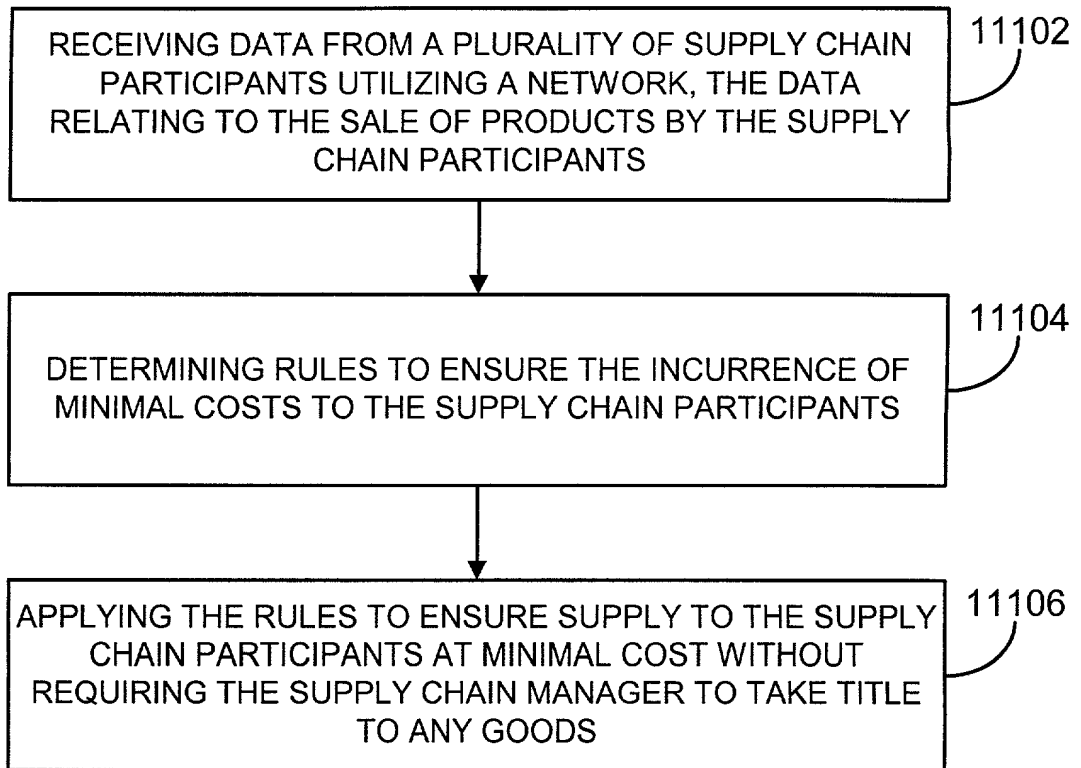 RECEIVING DATA FROM A PLURALITY OF SUPPLY CHAIN
PARTICIPANTS UTILIZING A NETWORK, THE DATA
RELATING TO THE SALE OF PRODUCTS BY THE SUPPLY
CHAIN PARTICIPANTS
11102
DETERMINING RULES TO ENSURE THE INCURRENCE OF
MINIMAL COSTS TO THE SUPPLY CHAIN PARTICIPANTS
11104
APPLYING THE RULES TO ENSURE SUPPLY TO THE SUPPLY
CHAIN PARTICIPANTS AT MINIMAL COST WITHOUT
REQUIRING THE SUPPLY CHAIN MANAGER TO TAKE TITLE
TO ANY GOODS
11106